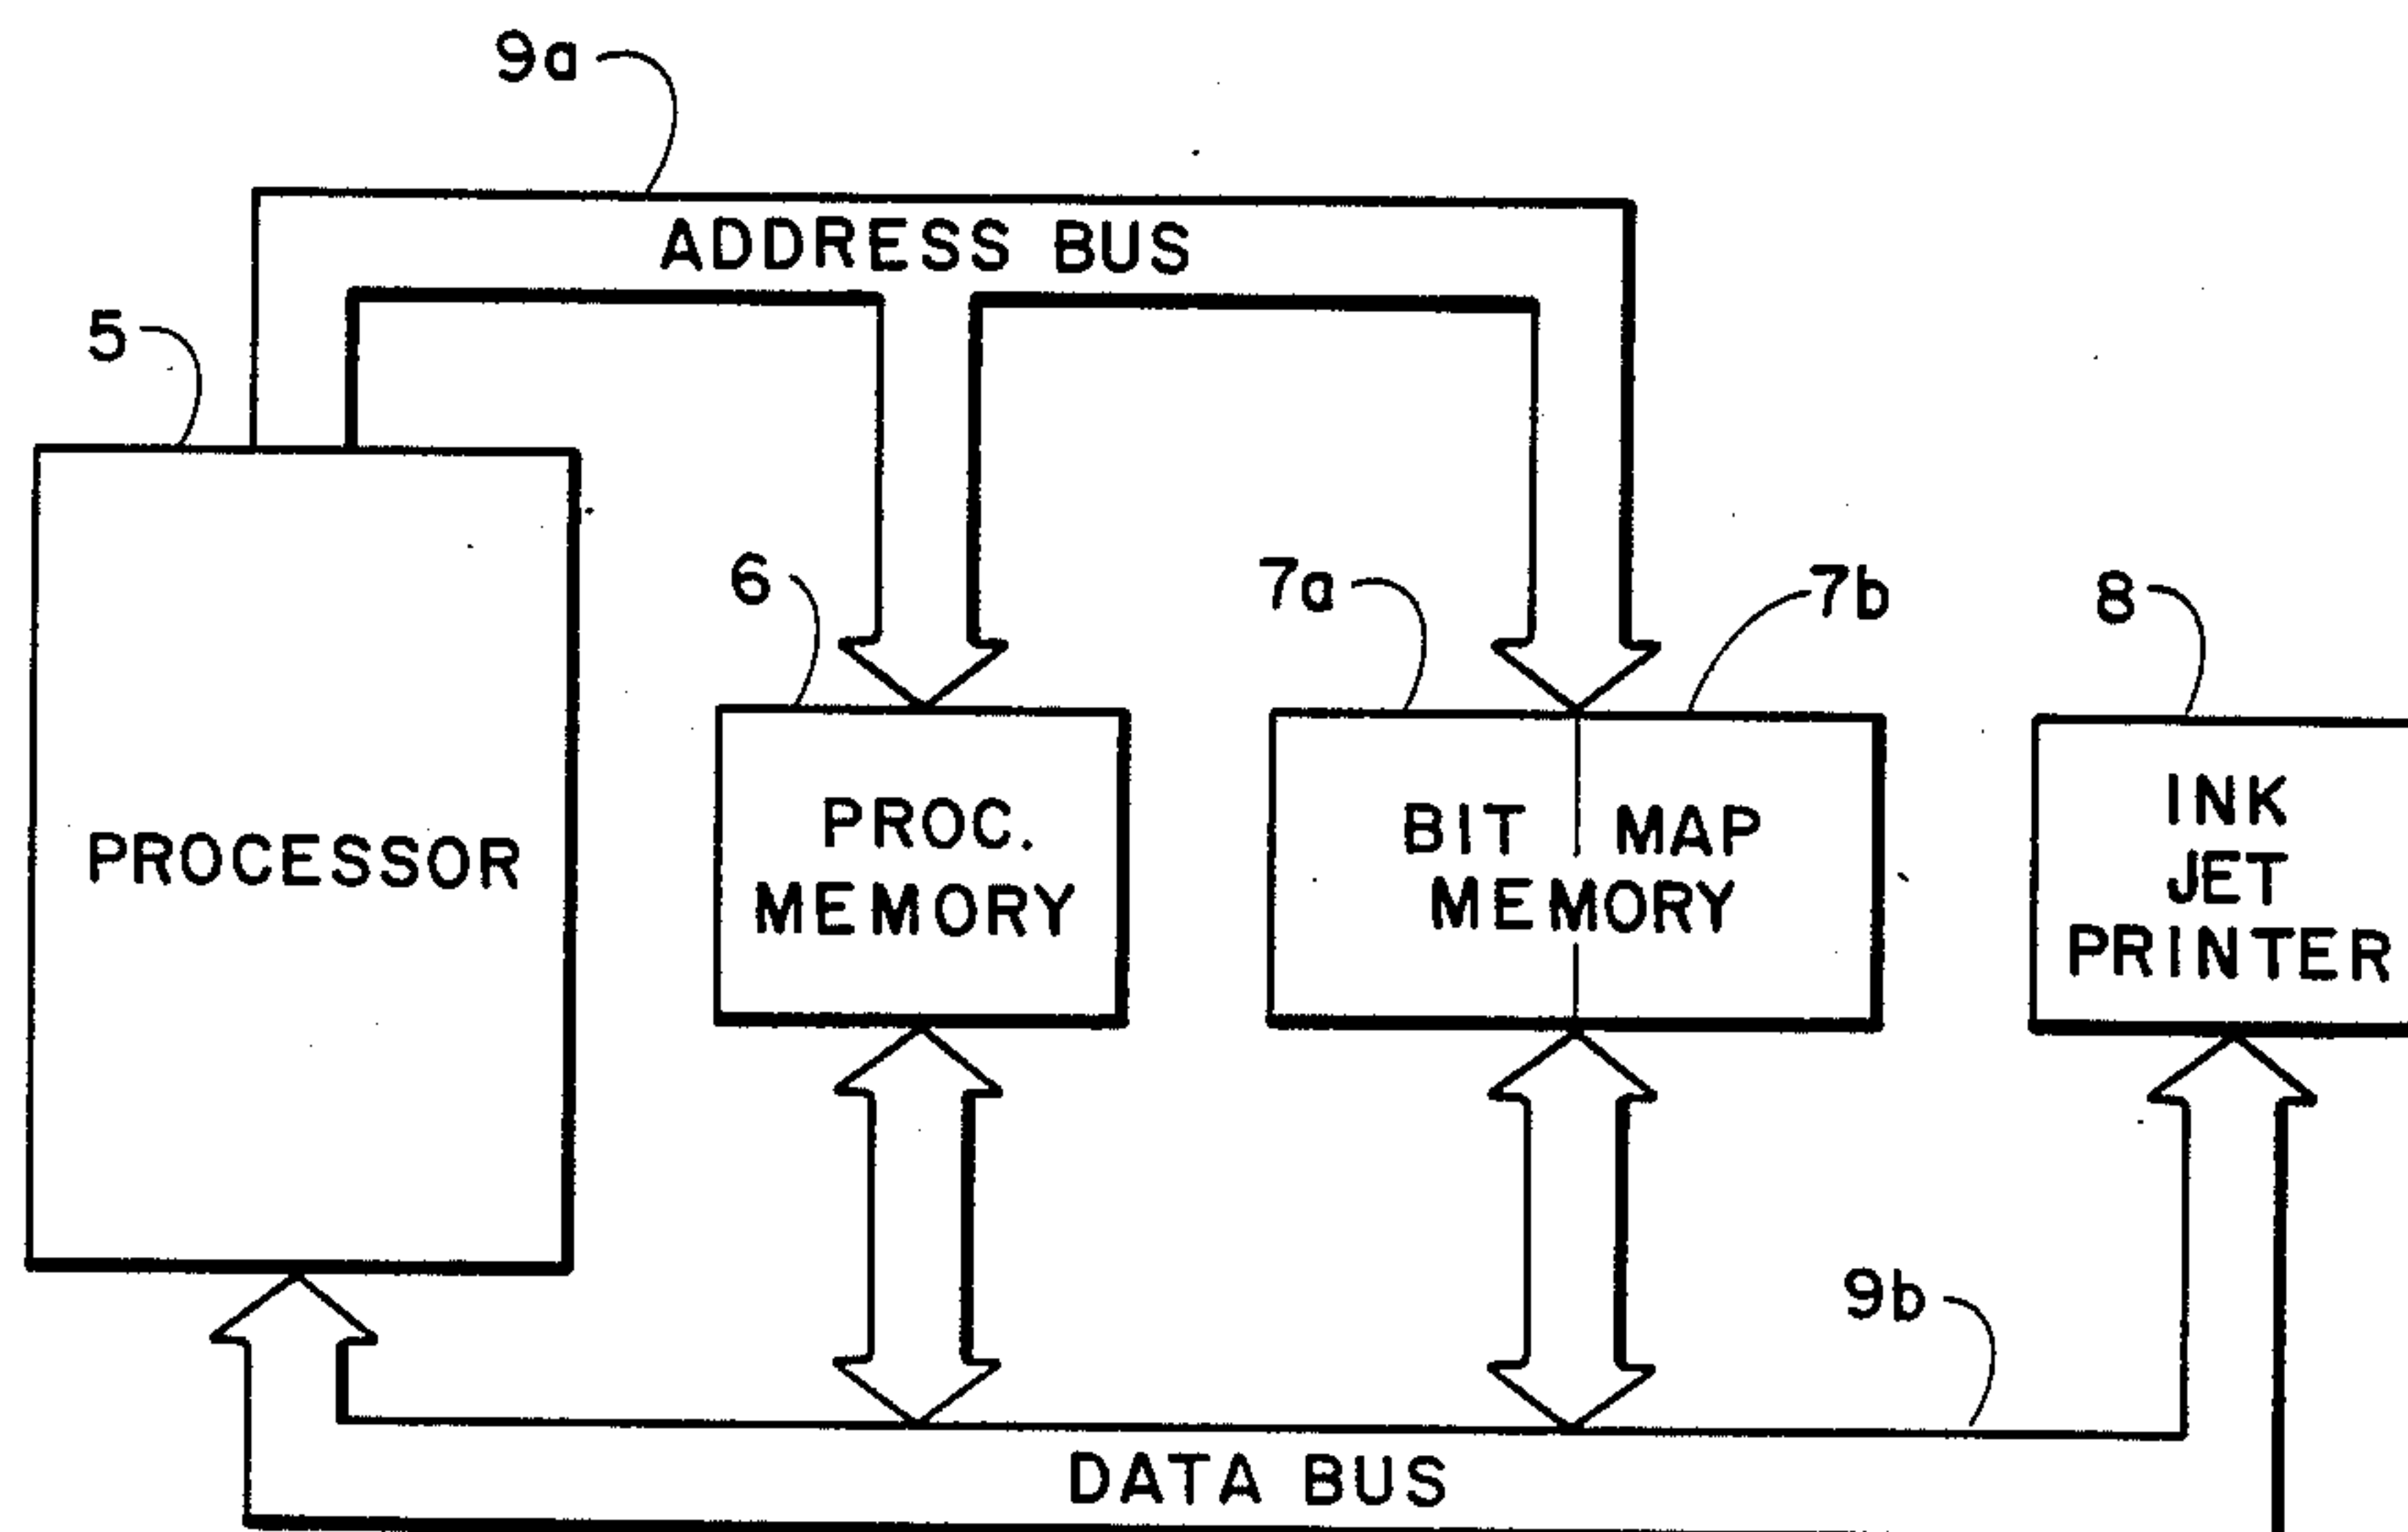 9a
ADDRESS BUS
5
6
7a
7b
8
PROCESSOR
PROC.
MEMORY
BIT MAP
MEMORY
INK
JET
PRINTER
9b
DATA BUS